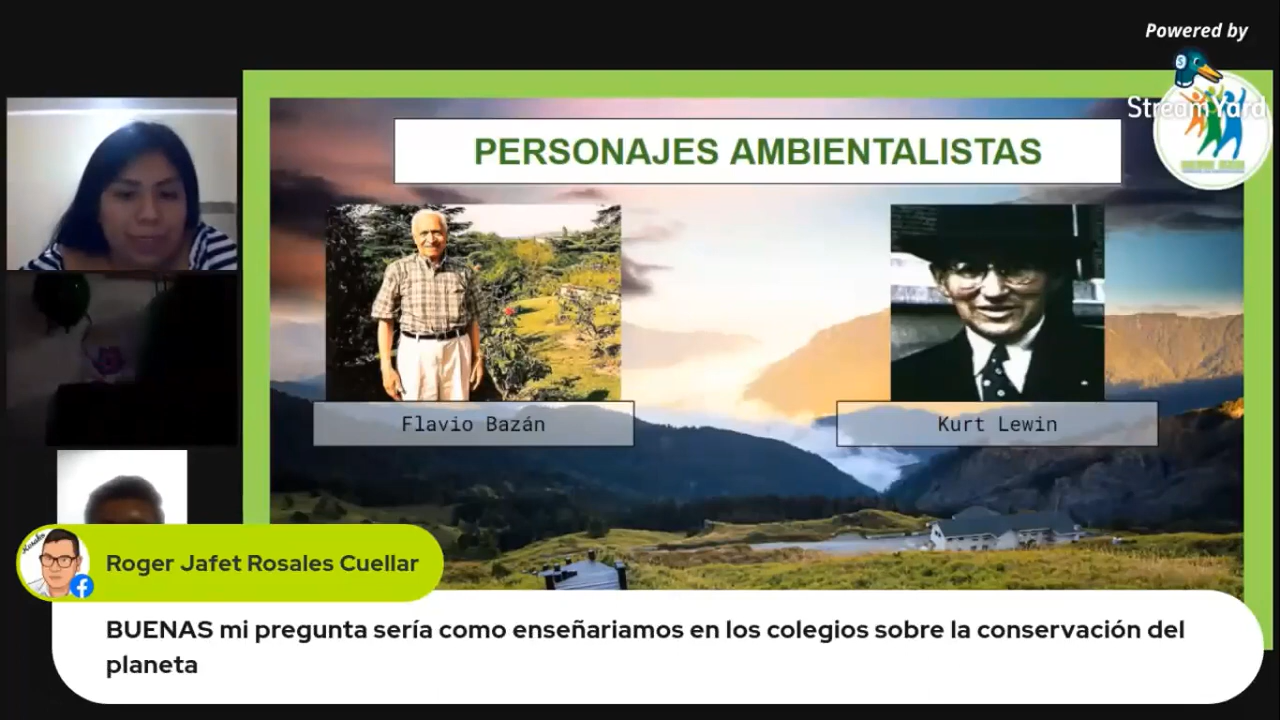 Powered by
StreamYard
PERSONAJES AMBIENTALISTAS
Flavio Bazán
Kurt Lewin
Roger Jafet Rosales Cuellar
BUENAS mi pregunta sería como enseñariamos en los colegios sobre la conservación del
planeta